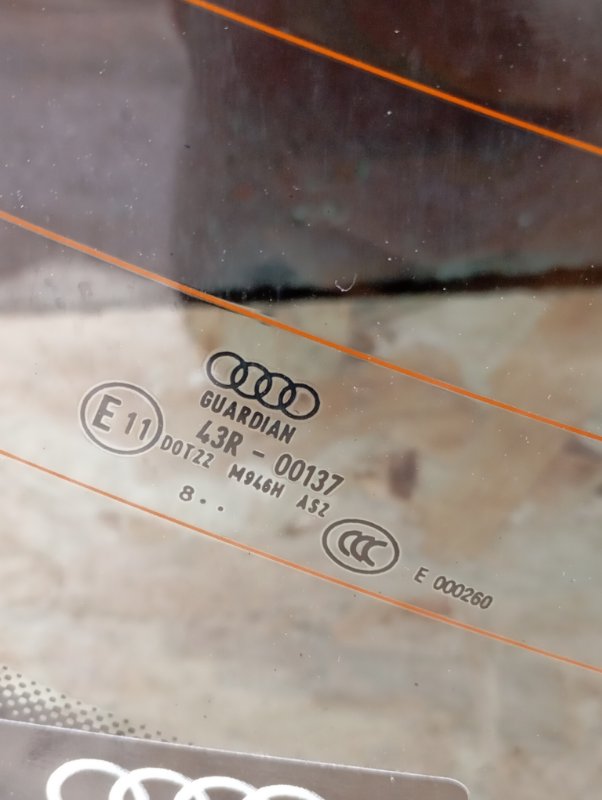 GUARDIAN
E 11
43R - 00137
DOT22 M946H AS2
8..
CCC
E 000260